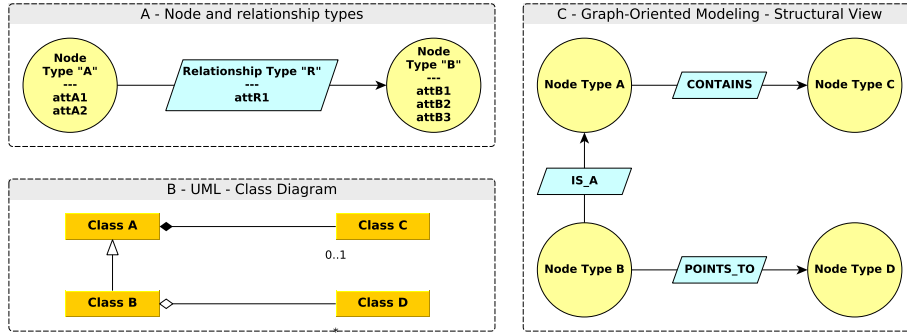 A - Node and relationship types
Node
Type "A"
---
attA1
attA2
Relationship Type "R"
---
attR1
Node
Type "B"
---
attB1
attB2
attB3
B - UML - Class Diagram
Class A
Class C
0..1
Class B
Class D
*
C - Graph-Oriented Modeling - Structural View
Node Type A
CONTAINS
Node Type C
IS_A
Node Type B
POINTS_TO
Node Type D